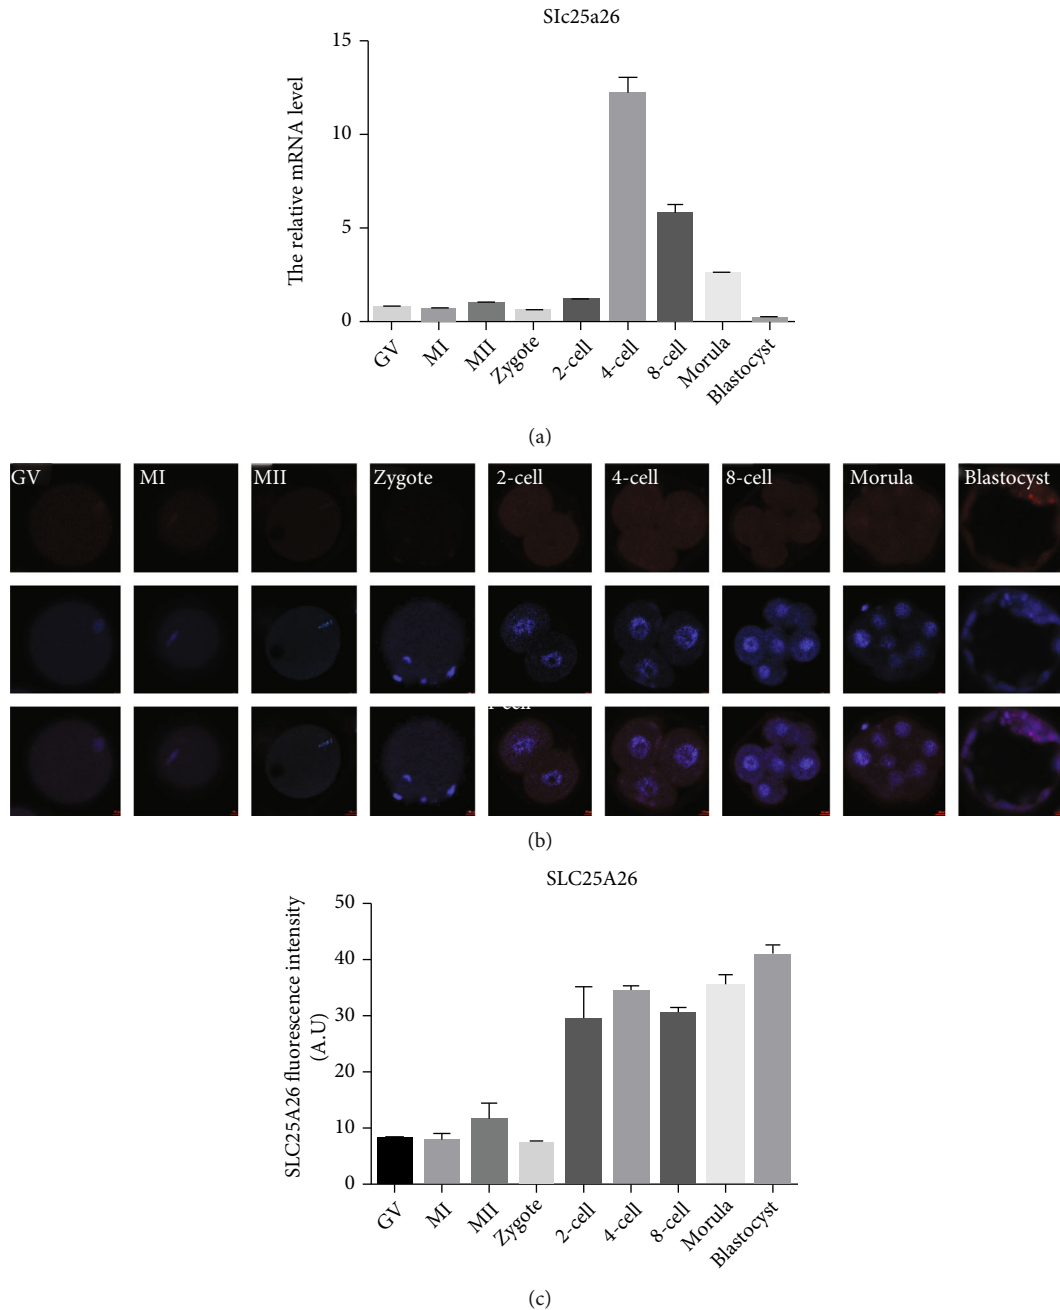 SIc25a26
The relative mRNA level
15
10
5
0
GV
MI
MII
Zygote
2-cell
4-cell
8-cell
Morula
Blastocyst
(a)
GV
MI
MII
Zygote
2-cell
4-cell
8-cell
Morula
Blastocyst
(b)
SLC25A26
SLC25A26 fluorescence intensity
(A.U)
50
40
30
20
10
0
GV
MI
MII
Zygote
2-cell
4-cell
8-cell
Morula
Blastocyst
(c)